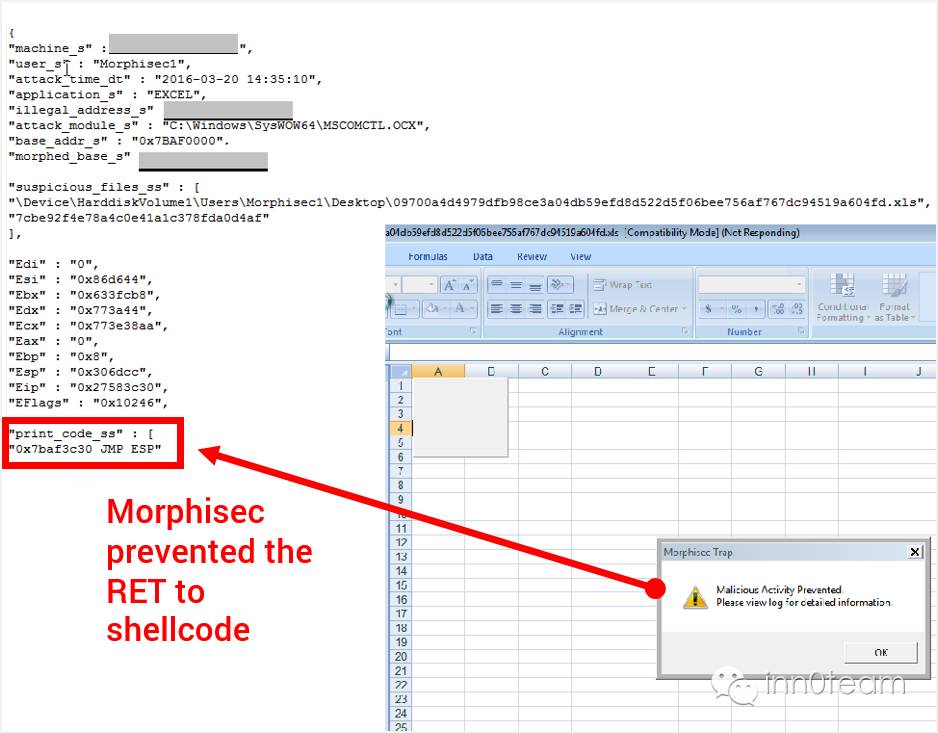 {
"machine_s" : ",
"user_s" : "Morphisec1",
"attack_time_dt" : "2016-03-20 14:35:10",
"application_s" : "EXCEL",
"illegal_address_s"
"attack_module_s" : "C:\Windows\SysWOW64\MSCOMCTL.OCX",
"base_addr_s" : "0x7BAF0000".
"morphed_base_s"
"suspicious_files_ss" : [
"\Device\HarddiskVolume1\Users\Morphisec1\Desktop\09700a4d4979dfb98ce3a04db59efd8d522d5f06bee756af767dc94519a604fd.xls",
"7cbe92f4e78a4c0e41a1c378fda0d4af"
],
"Edi" : "0",
"Esi" : "0x86d644",
"Ebx" : "0x633fcb8",
"Edx" : "0x773a44",
"Ecx" : "0x773e38aa",
"Eax" : "0",
"Ebp" : "0x8",
"Esp" : "0x306dcc",
"Eip" : "0x27583c30",
"EFlags" : "0x10246",
"print_code_ss" : [
"0x7baf3c30 JMP ESP"
Morphisec
prevented the
RET to
shellcode
a04db59efd8d522d5f06bee756af767dc94519a604fd.xls [Compatibility Mode] (Not Responding)
Formulas Data Review View
A A Wrap Text
A Merge & Center $ % , .00 .00
Conditional Formatting Format as Table
ont Alignment Number
A B C D E F G H I J
1
2
3
4
5
6
7
8
9
10
11
12
13
14
15
16
17
18
19
20
21
22
23
24
25
Morphisec Trap
Malicious Activity Prevented.
Please view log for detailed information.
OK
inn0team